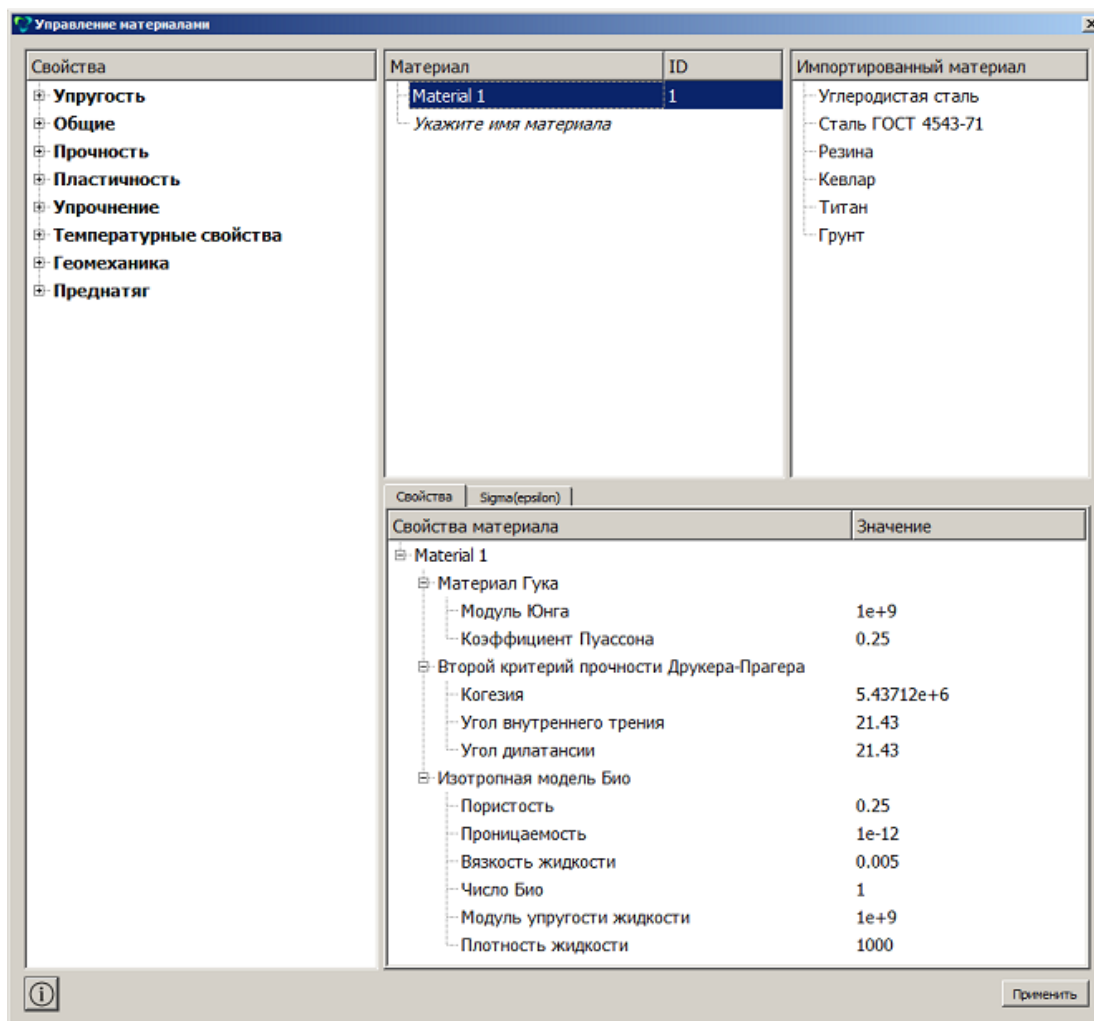 Управление материалами
Свойства
Упругость
Общие
Прочность
Пластичность
Упрочнение
Температурные свойства
Геомеханика
Преднатяг
Материал ID
Material 1 1
Укажите имя материала
Импортированный материал
Углеродистая сталь
Сталь ГОСТ 4543-71
Резина
Кевлар
Титан
Грунт
Свойства Sigma(epsilon)
Свойства материала Значение
Material 1
Материал Гука
Модуль Юнга 1e+9
Коэффициент Пуассона 0.25
Второй критерий прочности Друкера-Прагера
Когезия 5.43712e+6
Угол внутреннего трения 21.43
Угол дилатансии 21.43
Изотропная модель Био
Пористость 0.25
Проницаемость 1e-12
Вязкость жидкости 0.005
Число Био 1
Модуль упругости жидкости 1e+9
Плотность жидкости 1000
Применить